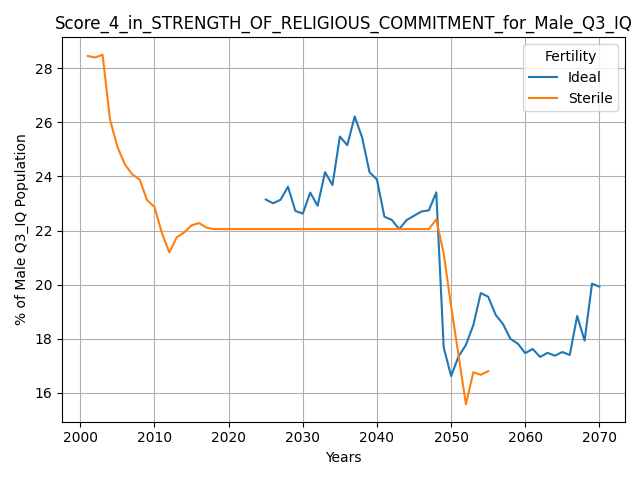 Score_4_in_STRENGTH_OF_RELIGIOUS_COMMITMENT_for_Male_Q3_IQ
Fertility
Ideal
Sterile
% of Male Q3_IQ Population
28
26
24
22
20
18
16
2000 2010 2020 2030 2040 2050 2060 2070
Years